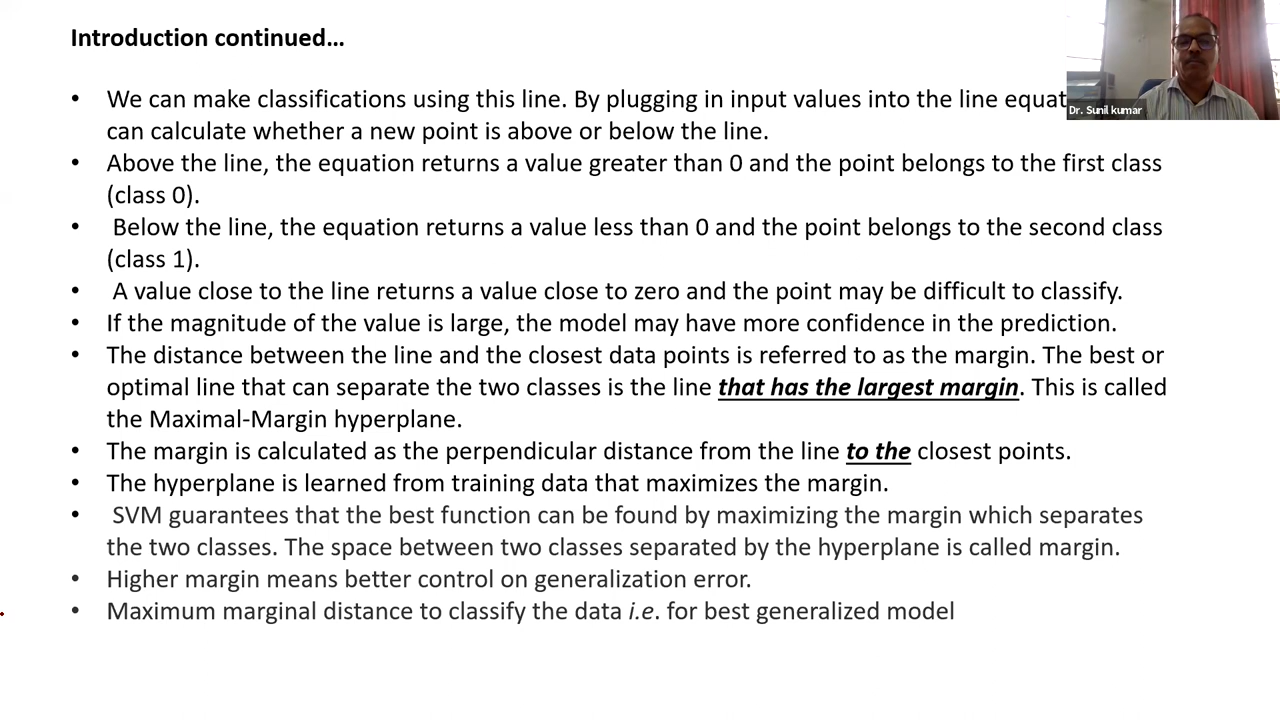 Introduction continued...
• We can make classifications using this line. By plugging in input values into the line equat
can calculate whether a new point is above or below the line.
• Above the line, the equation returns a value greater than 0 and the point belongs to the first class
(class 0).
• Below the line, the equation returns a value less than 0 and the point belongs to the second class
(class 1).
• A value close to the line returns a value close to zero and the point may be difficult to classify.
• If the magnitude of the value is large, the model may have more confidence in the prediction.
• The distance between the line and the closest data points is referred to as the margin. The best or
optimal line that can separate the two classes is the line that has the largest margin. This is called
the Maximal-Margin hyperplane.
• The margin is calculated as the perpendicular distance from the line to the closest points.
• The hyperplane is learned from training data that maximizes the margin.
• SVM guarantees that the best function can be found by maximizing the margin which separates
the two classes. The space between two classes separated by the hyperplane is called margin.
• Higher margin means better control on generalization error.
• Maximum marginal distance to classify the data i.e. for best generalized model
Dr. Sunil kumar